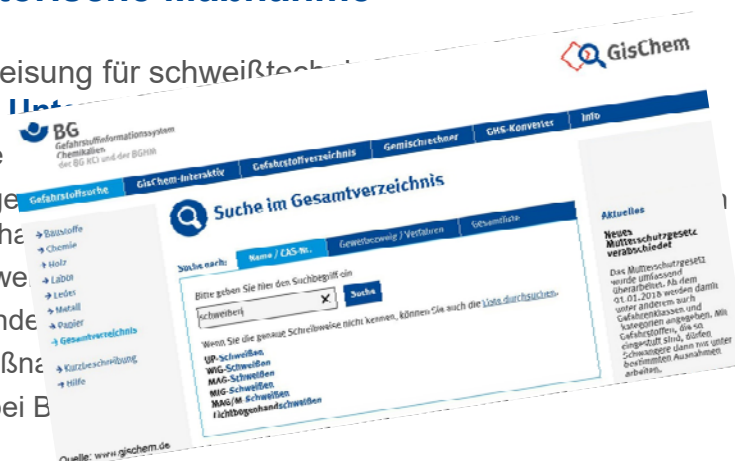 eisung für schweißtech
GisChem
BG
Gefahrstoffinformationssystem
Chemikalien
der BG RCI und der BGHM
Gefahrstoffsuche
GisChem-Interaktiv
Gefahrstoffverzeichnis
Gemischrechner
GHS-Konverter
Info
Baustoffe
Chemie
Holz
Labor
Leder
Metall
Papier
Gesamtverzeichnis
Kurzbeschreibung
Hilfe
Suche im Gesamtverzeichnis
Suche nach:
Name / CAS-Nr.
Gewerbezweig / Verfahren
Gesamtliste
Bitte geben Sie hier den Suchbegriff ein
schweißen
Suche
Wenn Sie die genaue Schreibweise nicht kennen, können Sie auch die Liste durchsuchen.
UP-Schweißen
WIG-Schweißen
MAG-Schweißen
MIG-Schweißen
MAG/M-Schweißen
Lichtbogenhandschweißen
Aktuelles
Neues
Mutterschutzgesetz
verabschiedet
Das Mutterschutzgesetz
wurde umfassend
überarbeitet. Ab dem
01.01.2018 werden damit
unter anderem auch
Gefahrenklassen und
-kategorien angegeben. Mit
Gefahrstoffen, die so
eingestuft sind, dürfen
Schwangere dann nur unter
bestimmten Ausnahmen
arbeiten.
ei B
Quelle: www.gischem.de